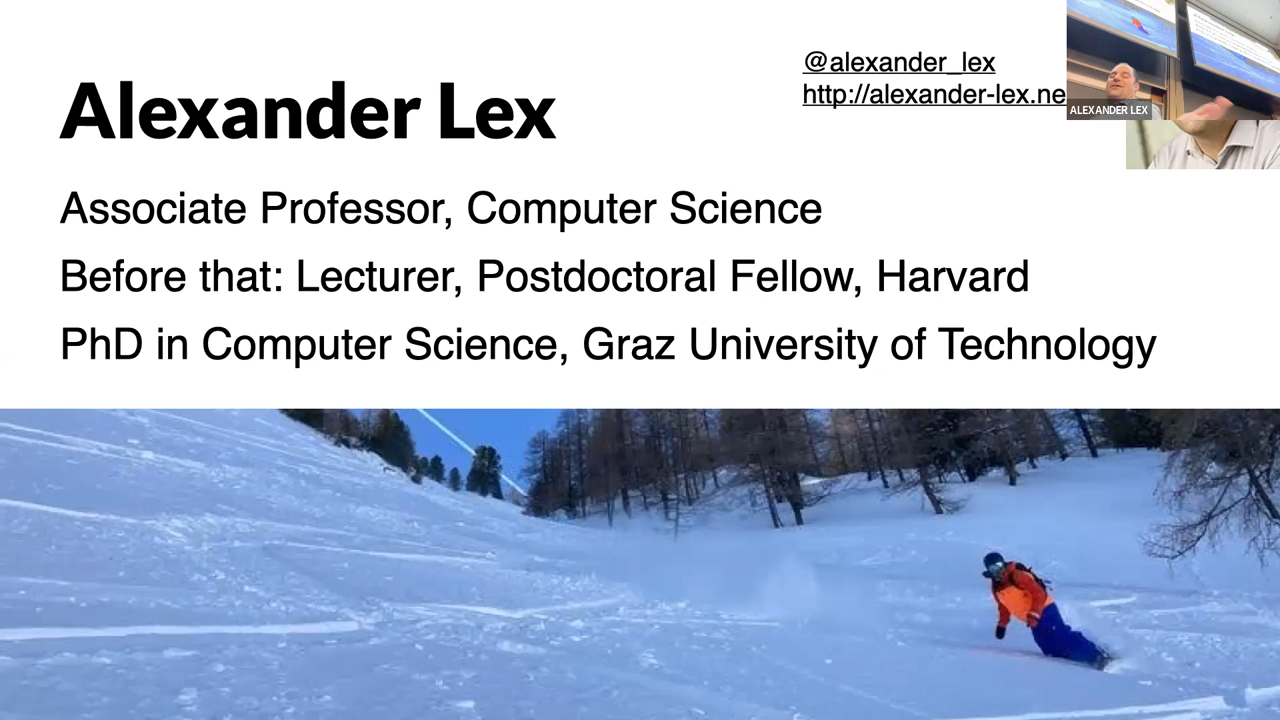 @alexander_lex
http://alexander-lex.ne
Alexander Lex
ALEXANDER LEX
Associate Professor, Computer Science
Before that: Lecturer, Postdoctoral Fellow, Harvard
PhD in Computer Science, Graz University of Technology